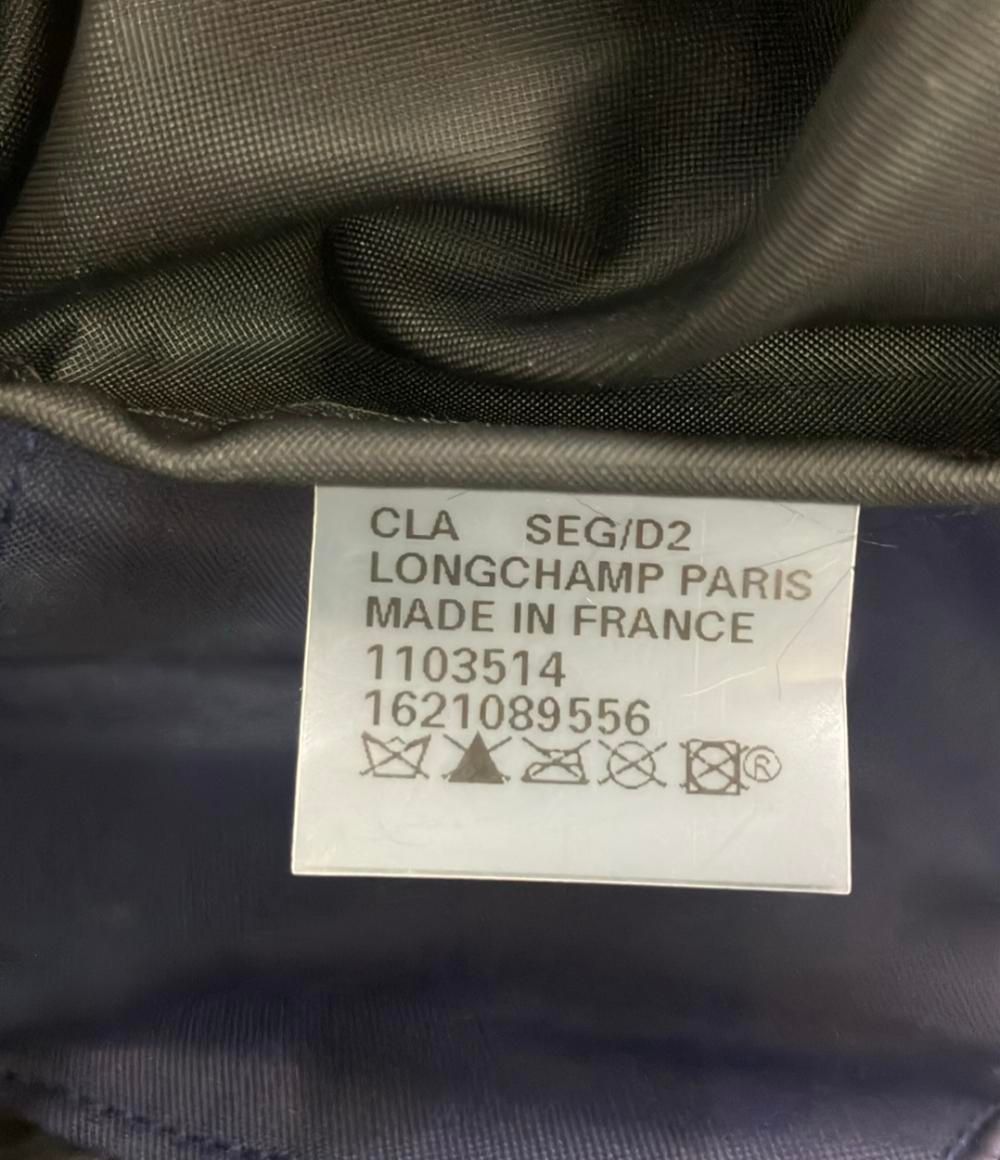 CLA SEG/D2
LONGCHAMP PARIS
MADE IN FRANCE
1103514
1621089556
®